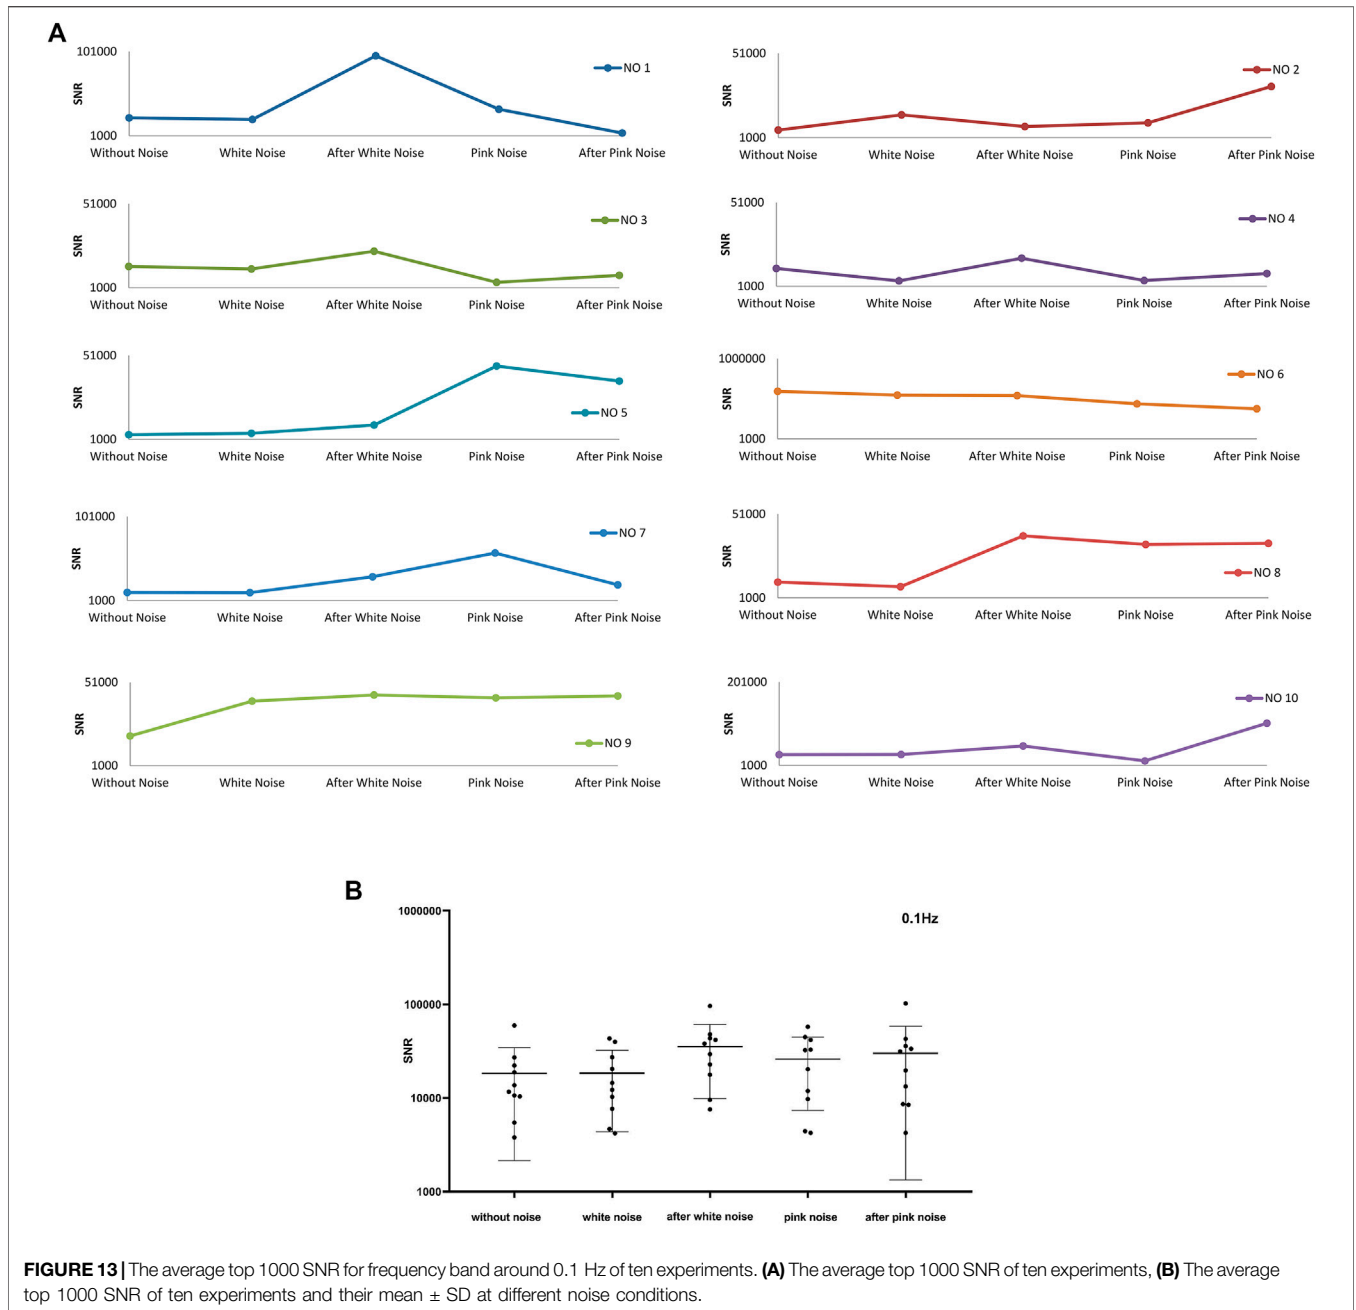 A
101000
SNR
1000
NO 1
Without Noise White Noise After White Noise Pink Noise After Pink Noise
51000
SNR
1000
NO 2
Without Noise White Noise After White Noise Pink Noise After Pink Noise
51000
SNR
1000
NO 3
Without Noise White Noise After White Noise Pink Noise After Pink Noise
51000
SNR
1000
NO 4
Without Noise White Noise After White Noise Pink Noise After Pink Noise
51000
SNR
1000
NO 5
Without Noise White Noise After White Noise Pink Noise After Pink Noise
1000000
SNR
1000
NO 6
Without Noise White Noise After White Noise Pink Noise After Pink Noise
101000
SNR
1000
NO 7
Without Noise White Noise After White Noise Pink Noise After Pink Noise
51000
SNR
1000
NO 8
Without Noise White Noise After White Noise Pink Noise After Pink Noise
51000
SNR
1000
NO 9
Without Noise White Noise After White Noise Pink Noise After Pink Noise
201000
SNR
1000
NO 10
Without Noise White Noise After White Noise Pink Noise After Pink Noise
B
1000000
100000
10000
1000
SNR
0.1Hz
without noise white noise after white noise pink noise after pink noise
FIGURE 13 | The average top 1000 SNR for frequency band around 0.1 Hz of ten experiments. (A) The average top 1000 SNR of ten experiments, (B) The average
top 1000 SNR of ten experiments and their mean ± SD at different noise conditions.